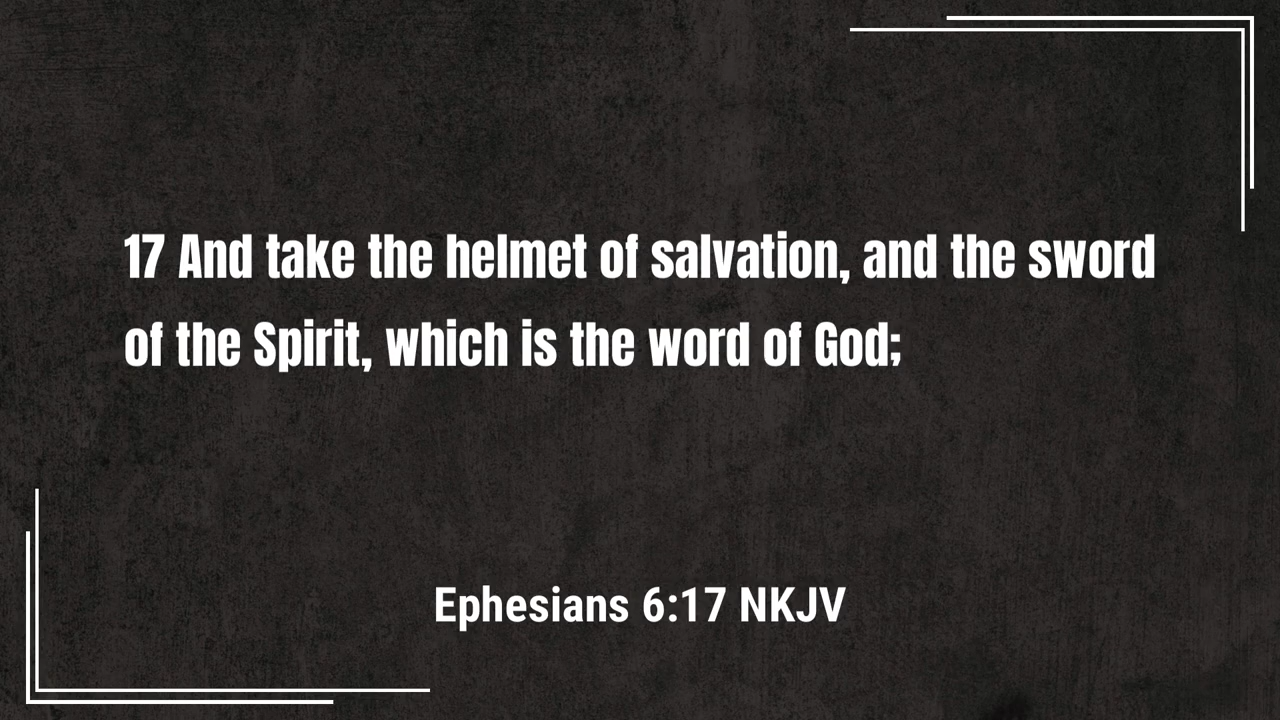 17 And take the helmet of salvation, and the sword
of the Spirit, which is the word of God;
Ephesians 6:17 NKJV